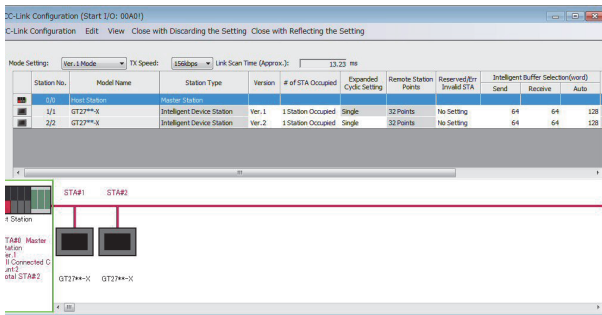 CC-Link Configuration (Start I/O: 00A0!)
CC-Link Configuration Edit View Close with Discarding the Setting Close with Reflecting the Setting
Mode Setting: Ver.1 Mode TX Speed: 156kbps Link Scan Time (Approx.): 13.23 ms
Station No. Model Name Station Type Version # of STA Occupied Expanded Cyclic Setting Remote Station Points Reserved/Err Invalid STA Intelligent Buffer Selection(word)
Send Receive Auto
0/0 Host Station Master Station
1/1 GT27**-X Intelligent Device Station Ver.1 1 Station Occupied Single 32 Points No Setting 64 64 128
2/2 GT27**-X Intelligent Device Station Ver.2 1 Station Occupied Single 32 Points No Setting 64 64 128
STA#1 STA#2
t Station
TA#0 Master
tation
er.1
ll Connected C
unt:2
otal STA#:2
GT27**-X GT27**-X